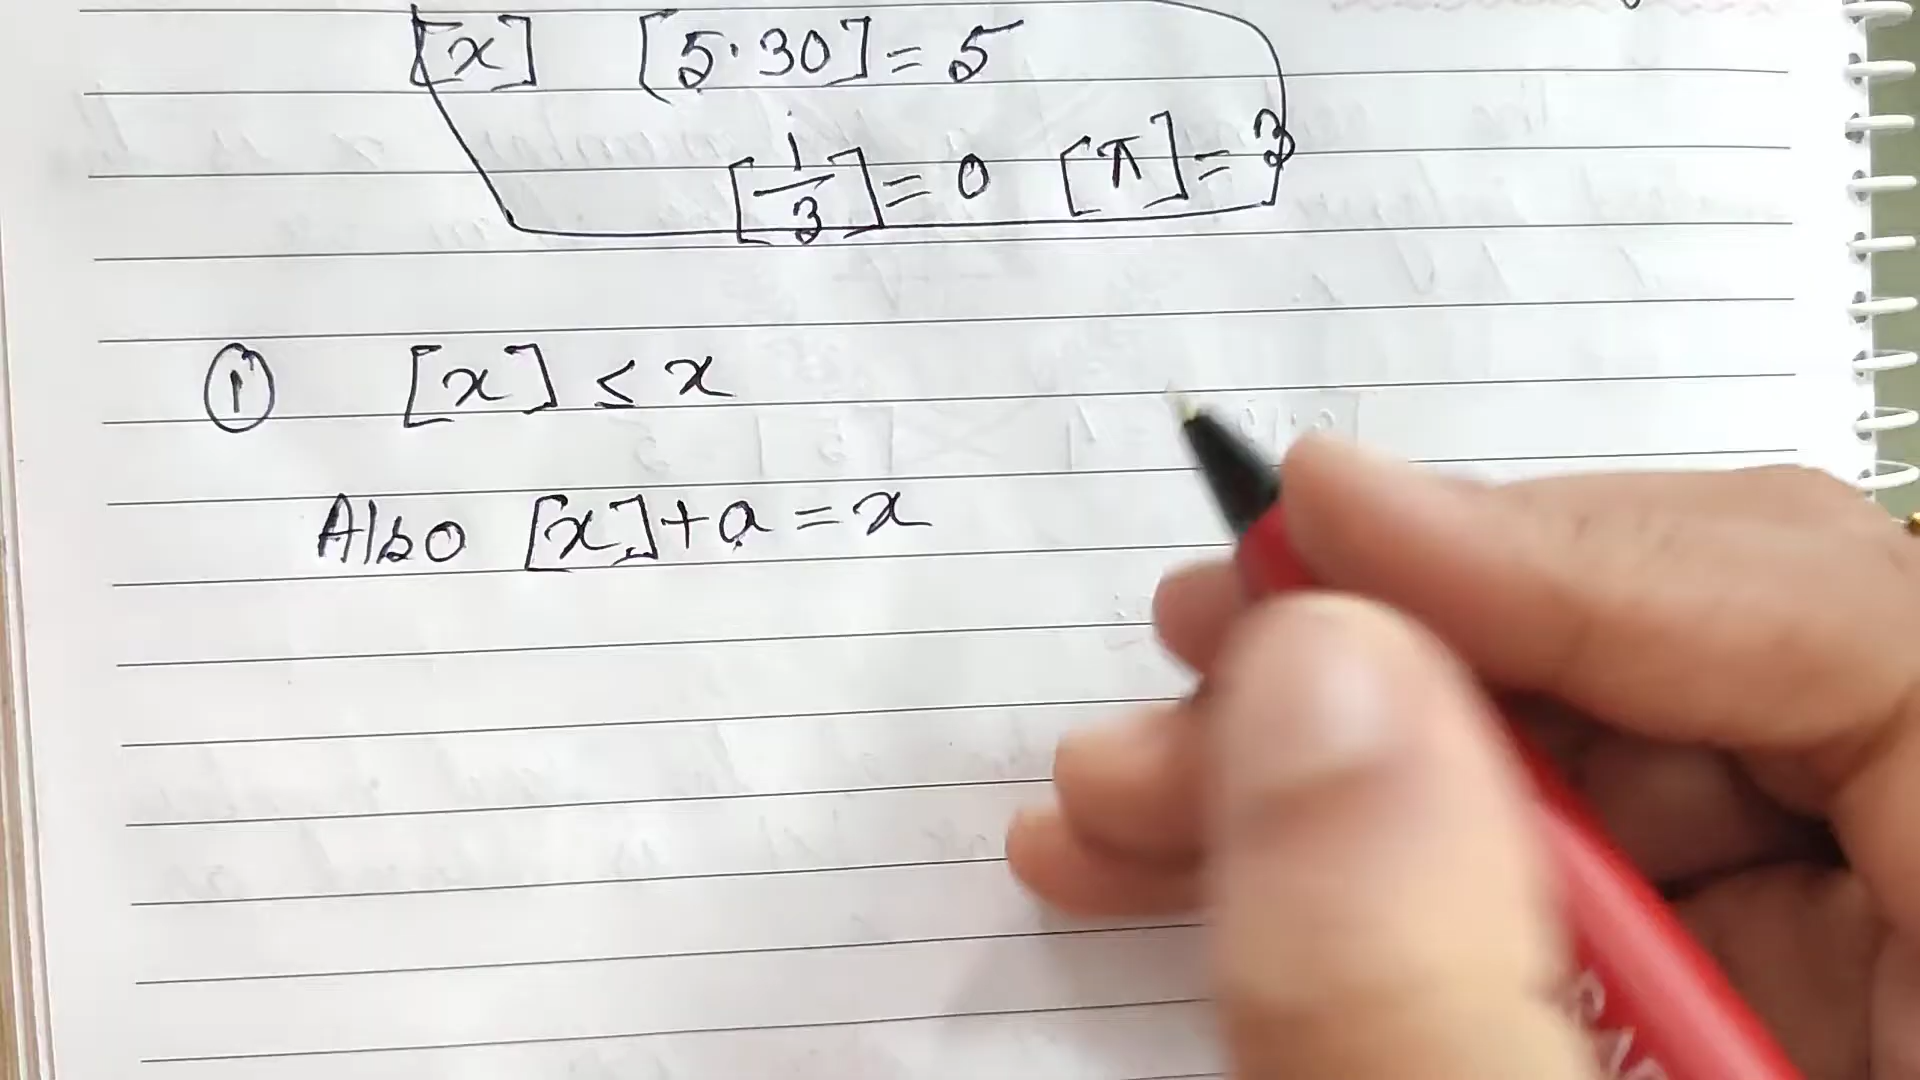 [x] [5.30] = 5
[1/3] = 0 [π] = 3
① [x] ≤ x
Also [x] + a = x